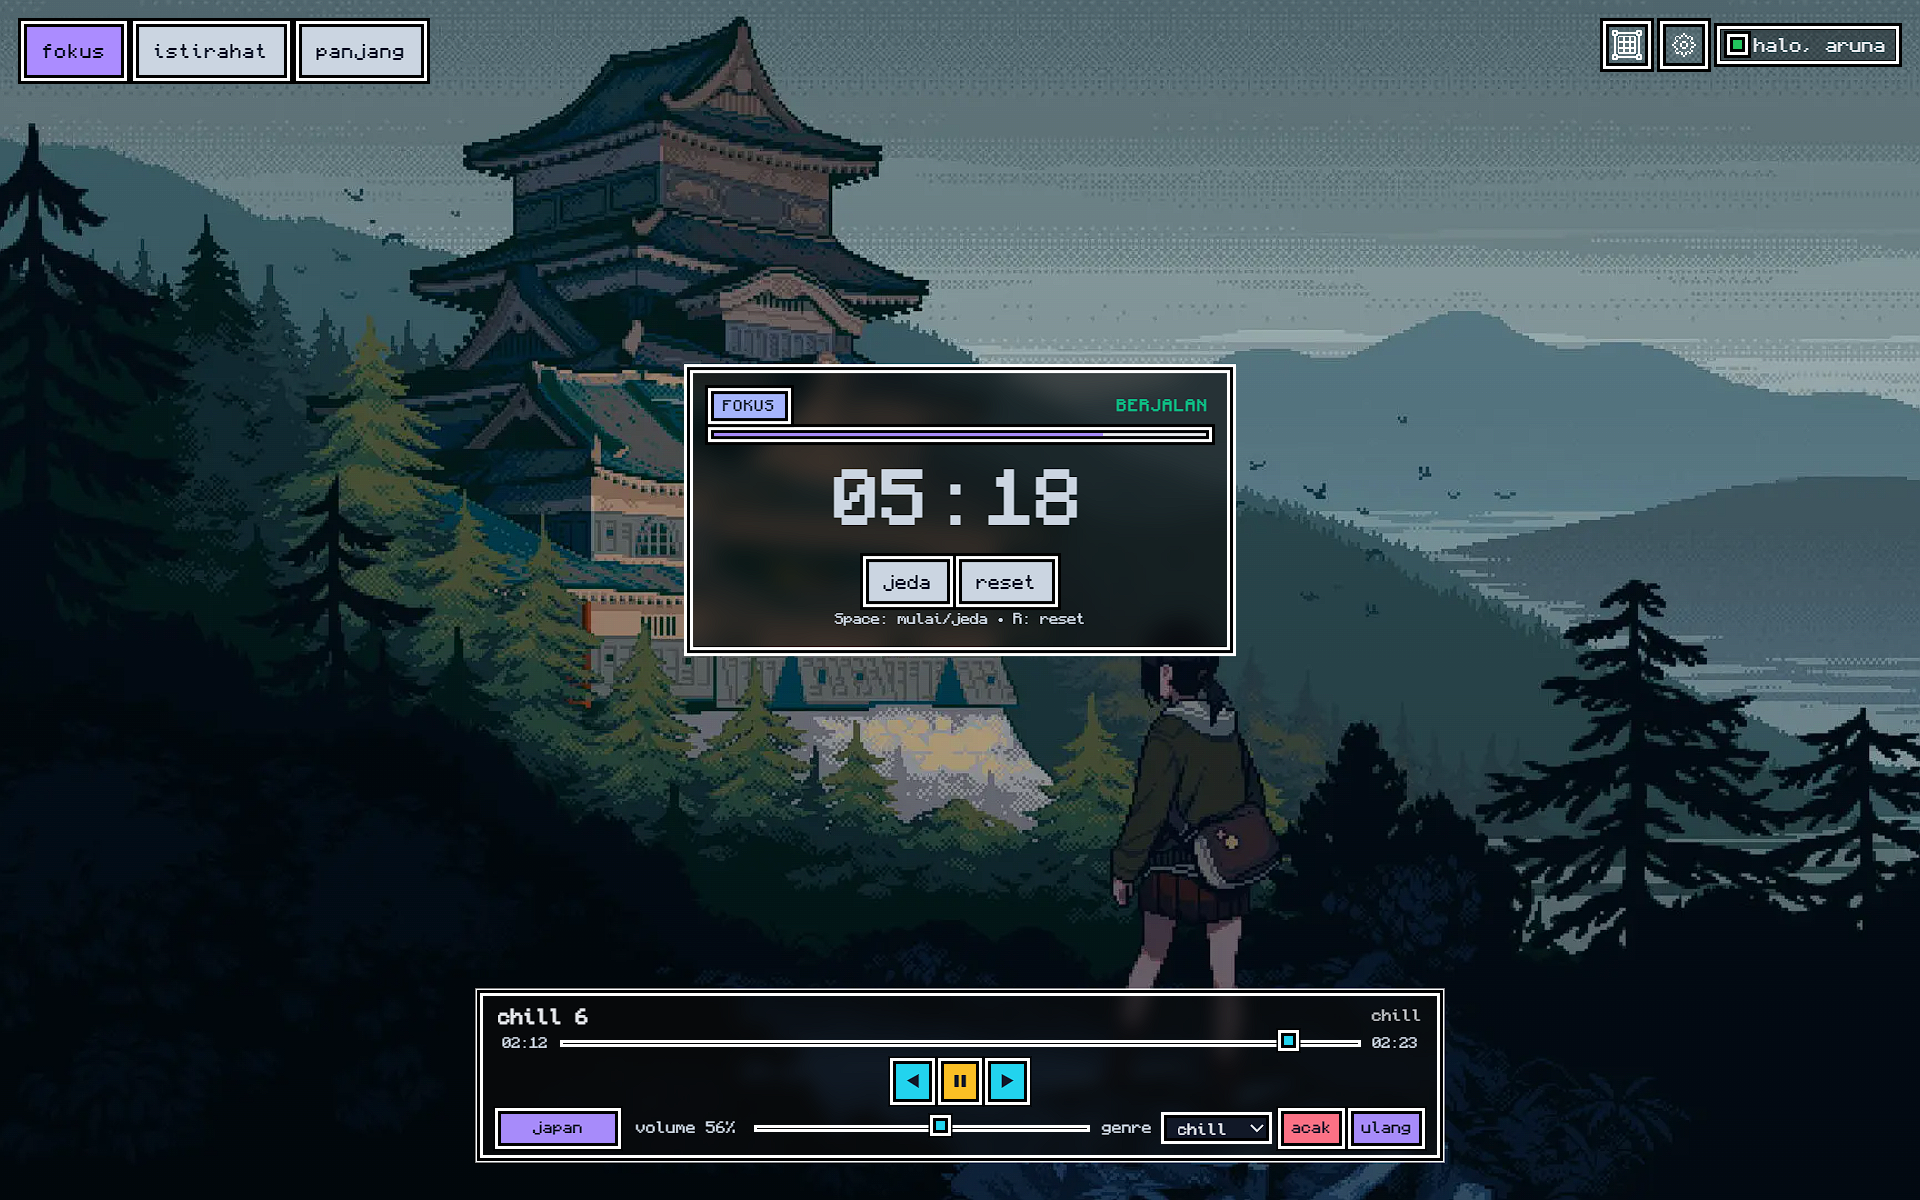 fokus istirahat panjang
halo, aruna
FOKUS BERJALAN
05:18
jeda reset
Space: mulai/jeda • R: reset
chill 6 chill
02:12 02:23
japan volume 56% genre chill acak ulang